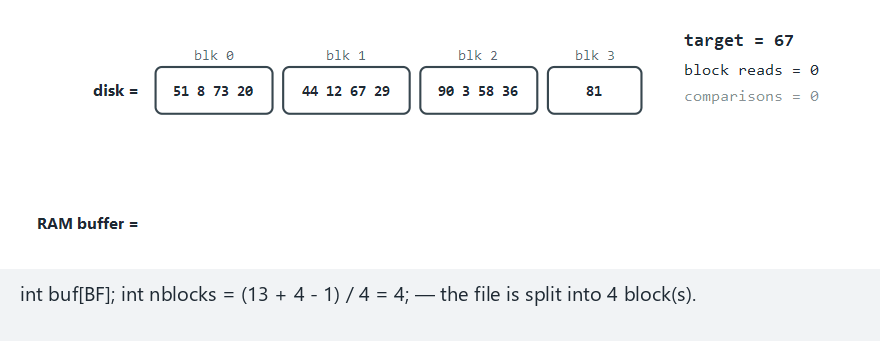 target = 67
blk 0 blk 1 blk 2 blk 3
block reads = 0
disk = 51 8 73 20 44 12 67 29 90 3 58 36 81
comparisons = 0
RAM buffer =
int buf[BF]; int nblocks = (13 + 4 - 1) / 4 = 4; — the file is split into 4 block(s).